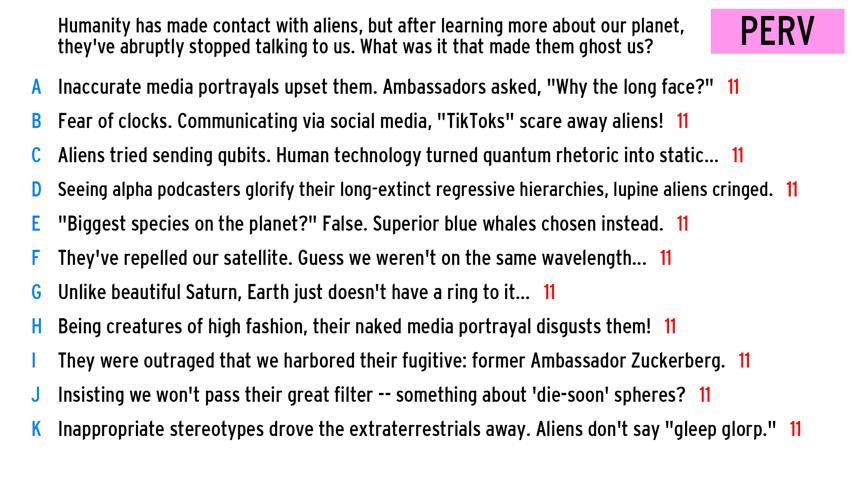 Humanity has made contact with aliens, but after learning more about our planet,
they've abruptly stopped talking to us. What was it that made them ghost us?
PERV
A Inaccurate media portrayals upset them. Ambassadors asked, "Why the long face?" 11
B Fear of clocks. Communicating via social media, "TikToks" scare away aliens! 11
C Aliens tried sending qubits. Human technology turned quantum rhetoric into static... 11
D Seeing alpha podcasters glorify their long-extinct regressive hierarchies, lupine aliens cringed. 11
E "Biggest species on the planet?" False. Superior blue whales chosen instead. 11
F They've repelled our satellite. Guess we weren't on the same wavelength... 11
G Unlike beautiful Saturn, Earth just doesn't have a ring to it... 11
H Being creatures of high fashion, their naked media portrayal disgusts them! 11
I They were outraged that we harbored their fugitive: former Ambassador Zuckerberg. 11
J Insisting we won't pass their great filter -- something about 'die-soon' spheres? 11
K Inappropriate stereotypes drove the extraterrestrials away. Aliens don't say "gleep glorp." 11